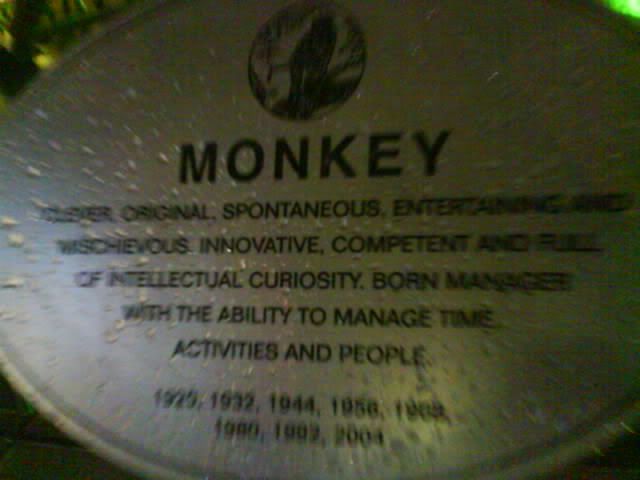 MONKEY
CLEVER, ORIGINAL, SPONTANEOUS, ENTERTAINING AND
MISCHIEVOUS. INNOVATIVE, COMPETENT AND FULL
OF INTELLECTUAL CURIOSITY. BORN MANAGER
WITH THE ABILITY TO MANAGE TIME,
ACTIVITIES AND PEOPLE.
1920, 1932, 1944, 1956, 1968,
1980, 1992, 2004